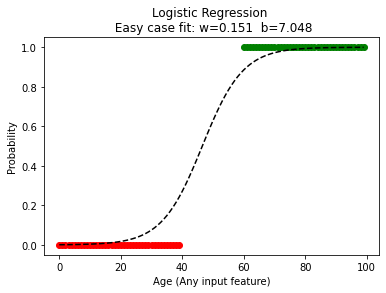 Logistic Regression
Easy case fit: w=0.151  b=7.048
1.0
0.8
0.6
0.4
0.2
0.0
Probability
0 20 40 60 80 100
Age (Any input feature)